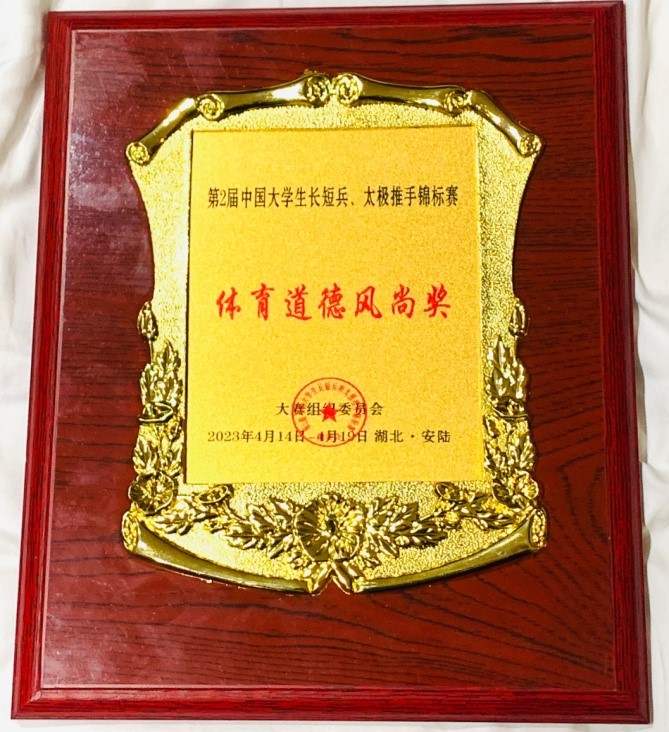 第2届中国大学生长短兵、太极推手锦标赛
体育道德风尚奖
大赛组织委员会
2023年4月14日-4月19日 湖北·安陆